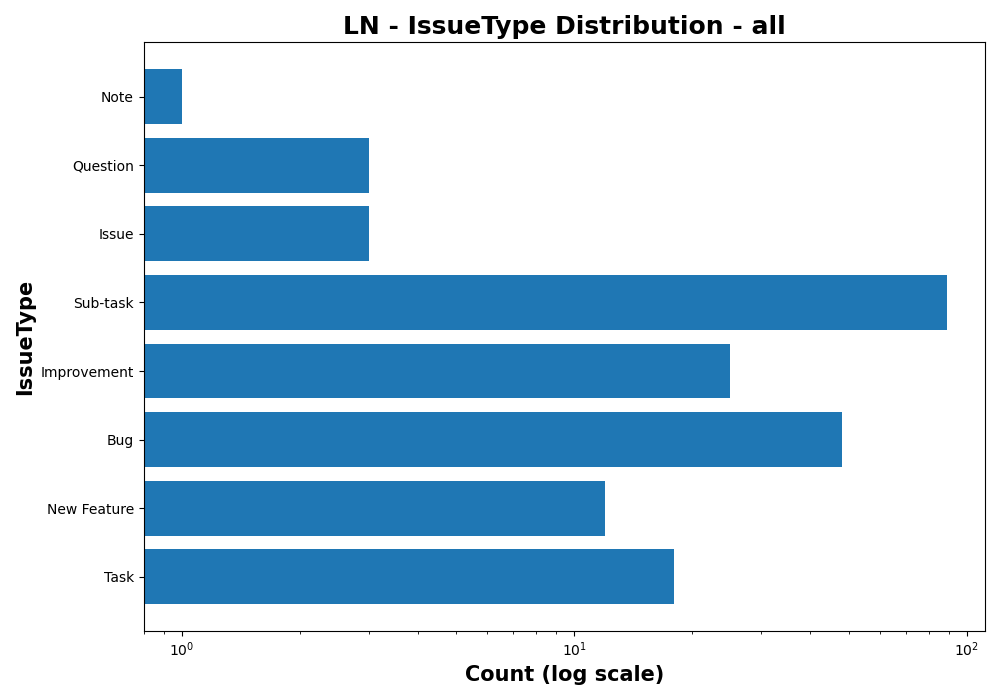 LN - IssueType Distribution - all
Note
Question
Issue
Sub-task
Improvement
Bug
New Feature
Task
IssueType
10⁰
10¹
10²
Count (log scale)